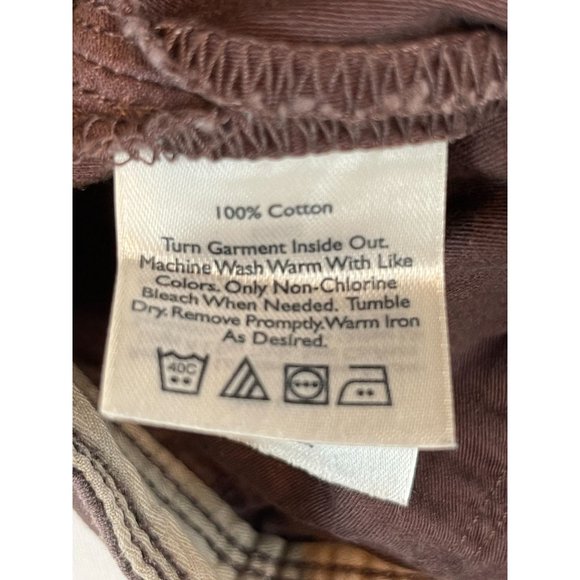 100% Cotton
Turn Garment Inside Out.
Machine Wash Warm With Like
Colors. Only Non-Chlorine
Bleach When Needed. Tumble
Dry. Remove Promptly. Warm Iron
As Desired.
40C